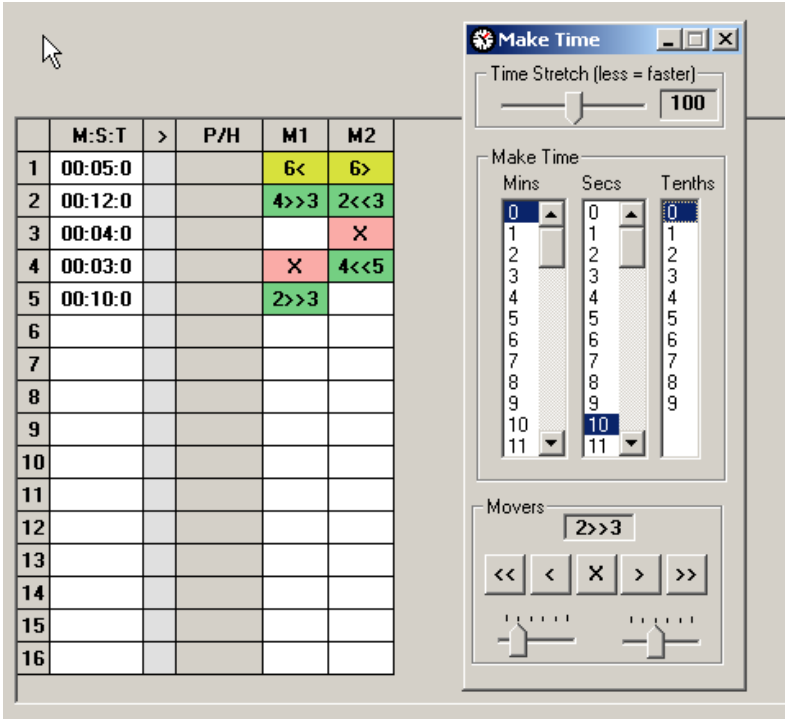 M:S:T > P/H M1 M2
1 00:05:0 6< 6>
2 00:12:0 4>>3 2<<3
3 00:04:0 X
4 00:03:0 X 4<<5
5 00:10:0 2>>3
6
7
8
9
10
11
12
13
14
15
16
Make Time
Time Stretch (less = faster)
100
Make Time
Mins Secs Tenths
0 0 0
1 1 1
2 2 2
3 3 3
4 4 4
5 5 5
6 6 6
7 7 7
8 8 8
9 9 9
10 10
11 11
Movers
2>>3
<< < X > >>